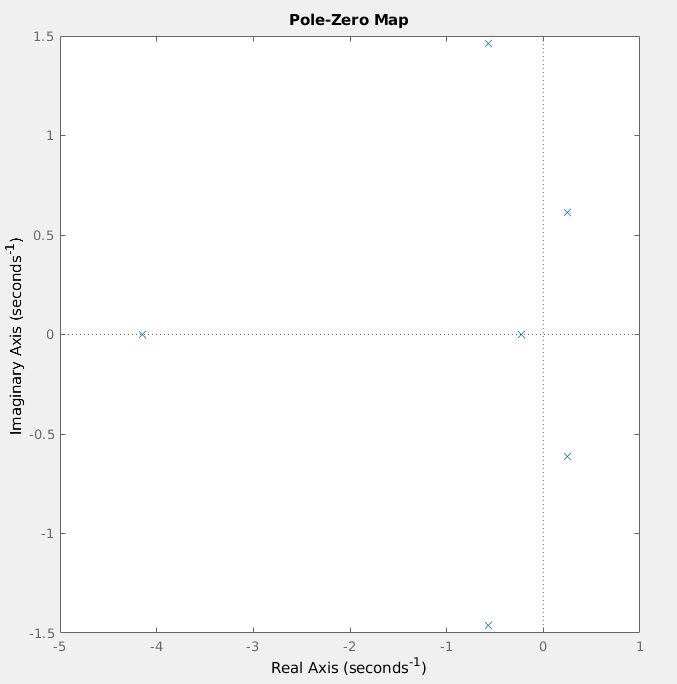 Pole-Zero Map
1.5
1
0.5
0
-0.5
-1
-1.5
Imaginary Axis (seconds⁻¹)
-5 -4 -3 -2 -1 0 1
Real Axis (seconds⁻¹)